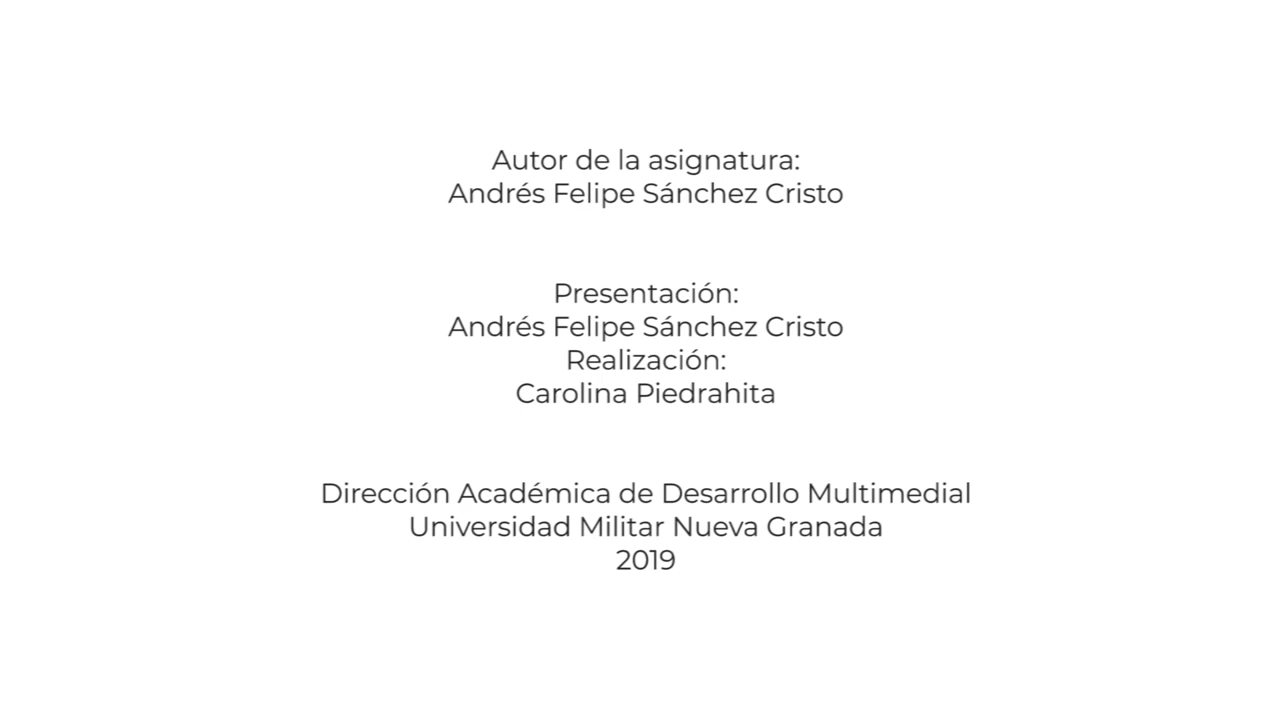 Autor de la asignatura:
Andrés Felipe Sánchez Cristo
Presentación:
Andrés Felipe Sánchez Cristo
Realización:
Carolina Piedrahita
Dirección Académica de Desarrollo Multimedial
Universidad Militar Nueva Granada
2019